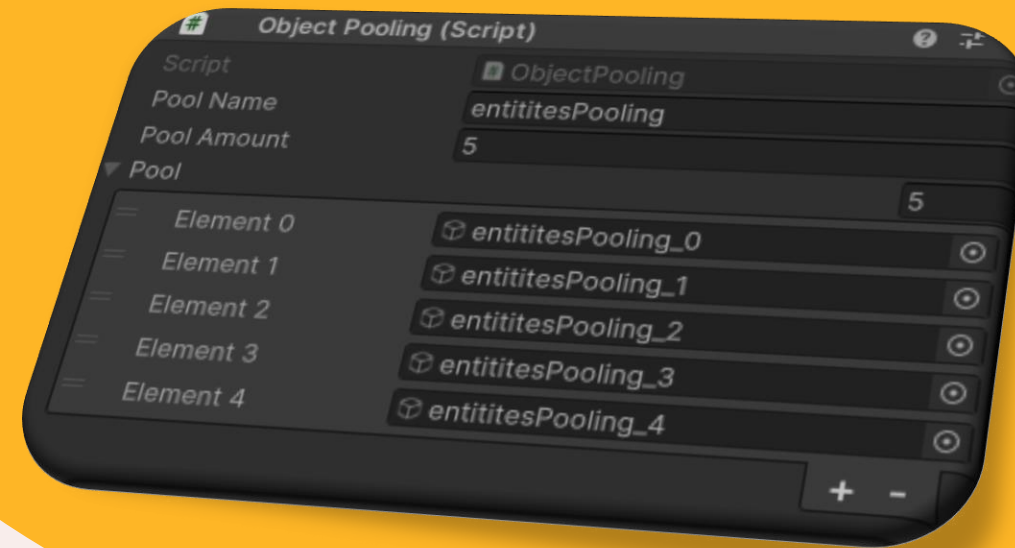 Object Pooling (Script)
Script ObjectPooling
Pool Name entititesPooling
Pool Amount 5
Pool 5
Element 0 entititesPooling_0
Element 1 entititesPooling_1
Element 2 entititesPooling_2
Element 3 entititesPooling_3
Element 4 entititesPooling_4
+ -